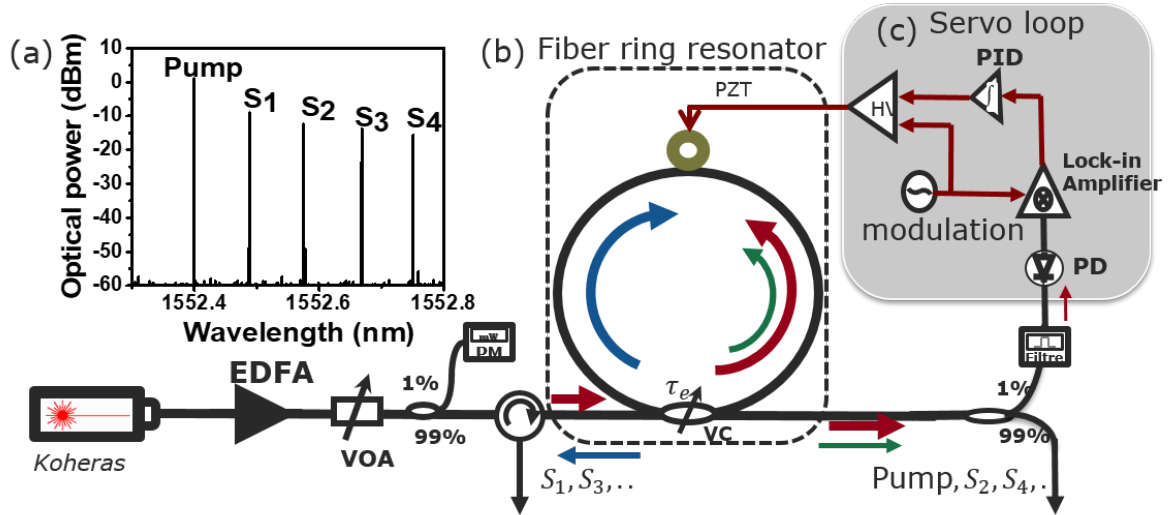 (a)
Optical power (dBm)
10
0
-10
-20
-30
-40
-50
-60
Pump
S1
S2
S3
S4
1552.4
1552.6
1552.8
Wavelength (nm)
(b) Fiber ring resonator
PZT
τe
VC
(c) Servo loop
PID
HV
∫
Lock-in
Amplifier
modulation
PD
Filtre
1%
99%
Koheras
EDFA
VOA
1%
99%
mW
PM
S1, S3, ..
Pump, S2, S4, .